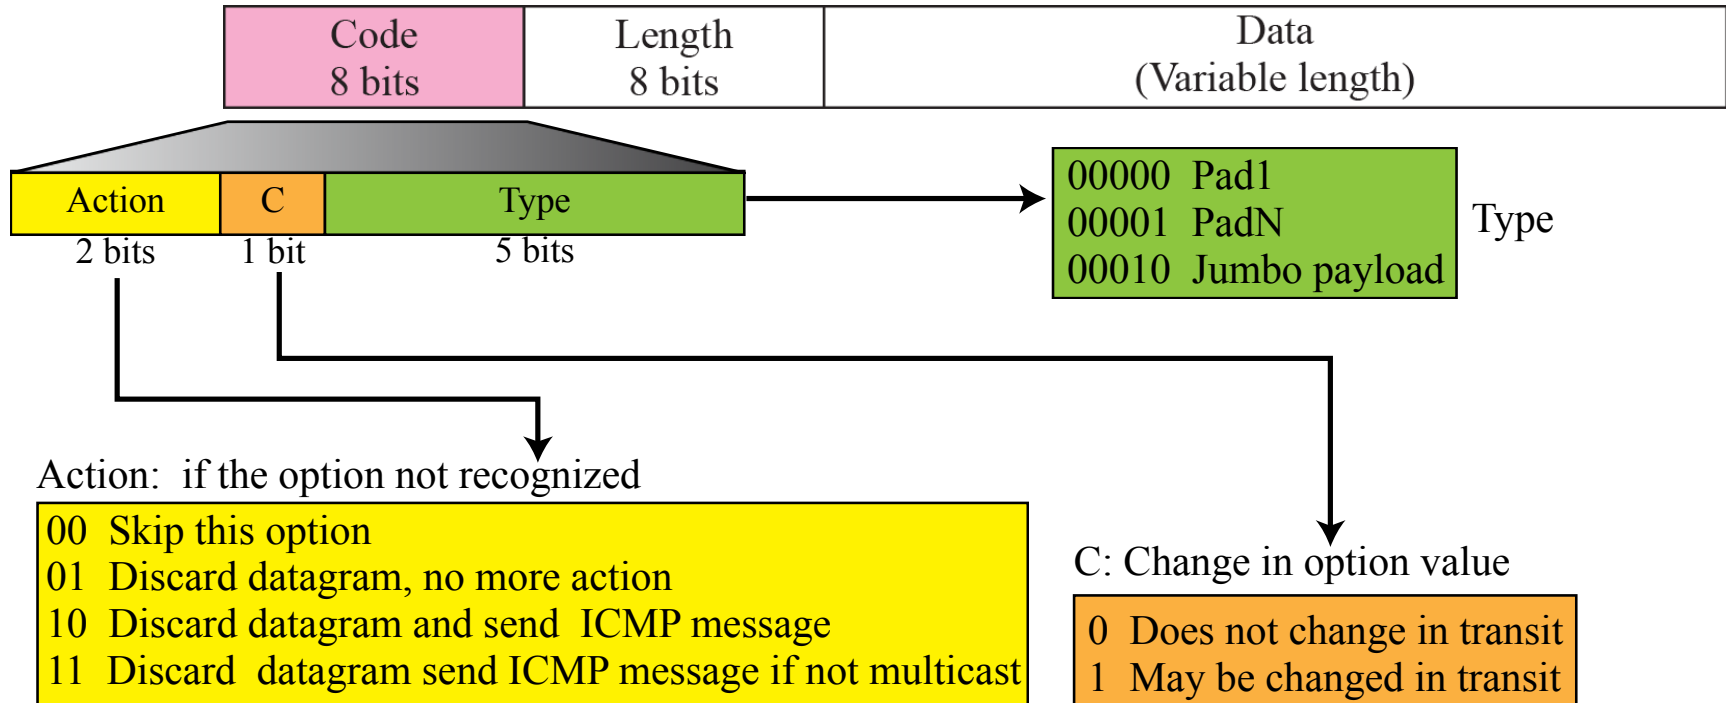 Code
8 bits
Length
8 bits
Data
(Variable length)
Action
C
Type
2 bits
1 bit
5 bits
00000 Pad1
00001 PadN
00010 Jumbo payload
Type
Action: if the option not recognized
00 Skip this option
01 Discard datagram, no more action
10 Discard datagram and send ICMP message
11 Discard datagram send ICMP message if not multicast
C: Change in option value
0 Does not change in transit
1 May be changed in transit